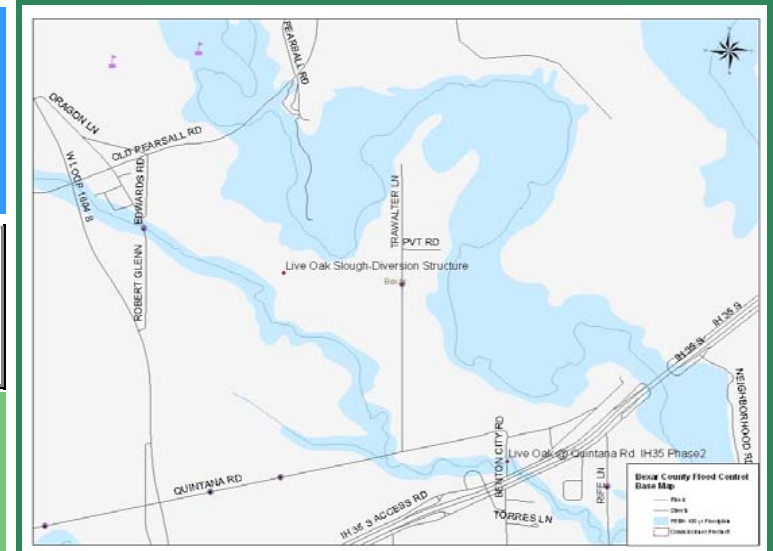 PEARSALL RD
DRAGON LN
OLD PEARSALL RD
W LOOP 1604 S
EDWARDS RD
ROBERT GLENN
TRAWALTER LN
PVT RD
Live Oak Slough-Diversion Structure
IH 35 S
IH 35 S
NEIGHBORHOOD RD
BENTON CITY RD
Live Oak @ Quintana Rd IH35 Phase2
QUINTANA RD
RIFE LN
IH 35 S ACCESS RD
TORRES LN
Bexar County Flood Control
Base Map